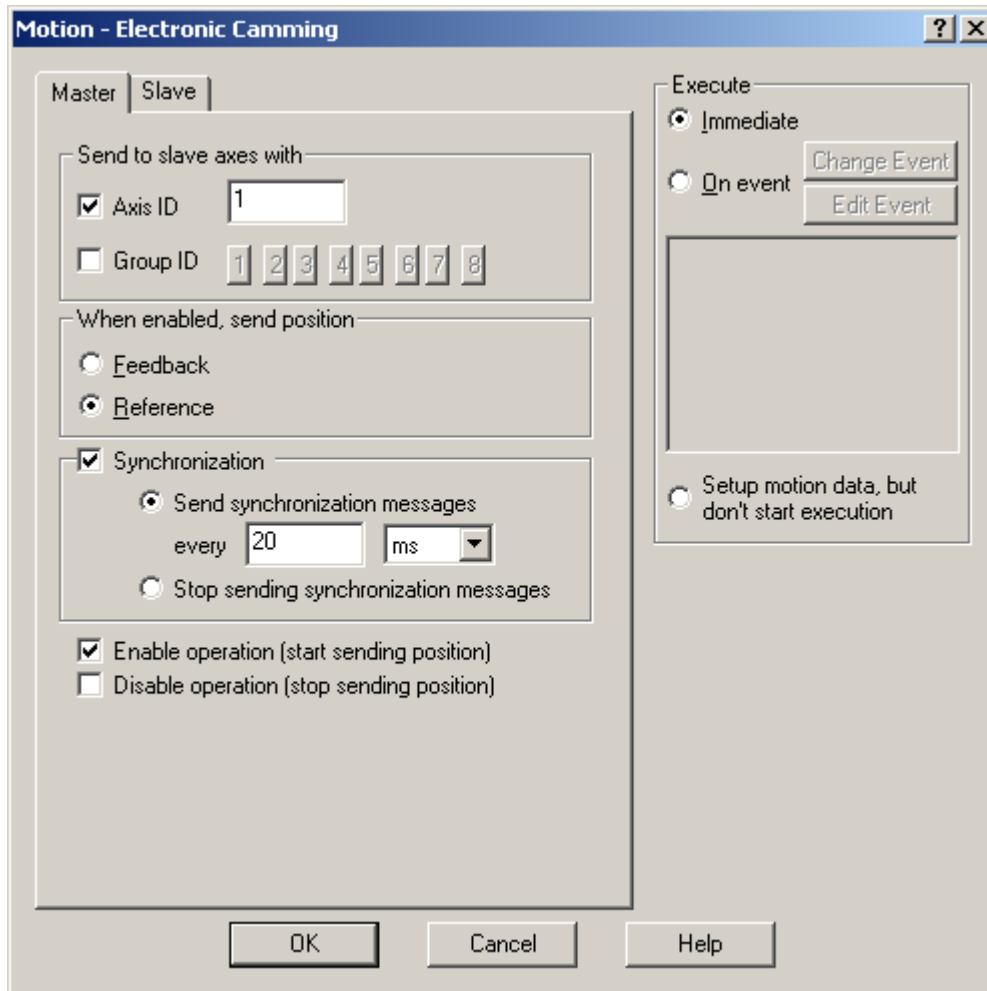 Motion - Electronic Camming
Master
Slave
Send to slave axes with
Axis ID
1
Group ID
1 2 3 4 5 6 7 8
When enabled, send position
Feedback
Reference
Synchronization
Send synchronization messages
every 20 ms
Stop sending synchronization messages
Enable operation (start sending position)
Disable operation (stop sending position)
Execute
Immediate
On event
Change Event
Edit Event
Setup motion data, but
don't start execution
OK
Cancel
Help